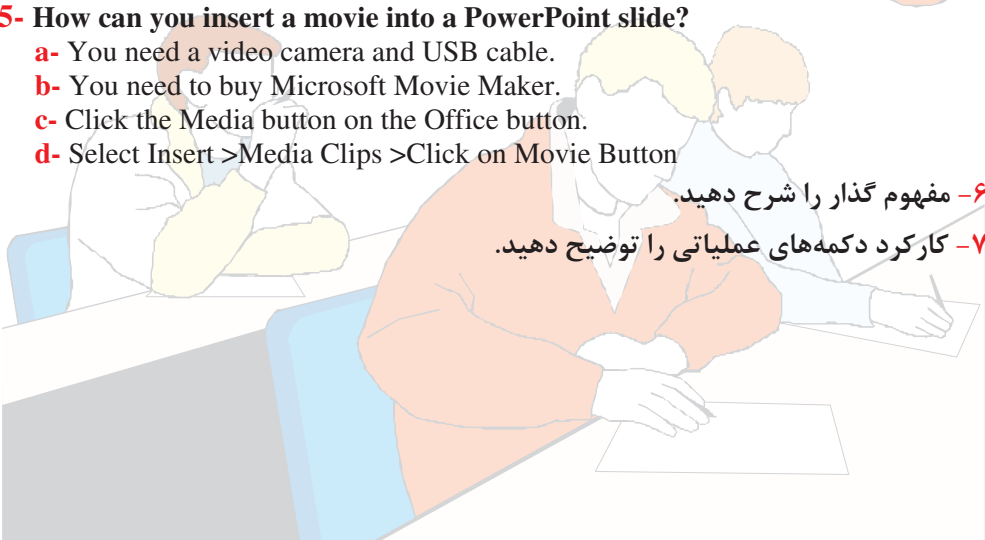 5- How can you insert a movie into a PowerPoint slide?
a- You need a video camera and USB cable.
b- You need to buy Microsoft Movie Maker.
c- Click the Media button on the Office button.
d- Select Insert >Media Clips >Click on Movie Button
۶- مفهوم گذار را شرح دهید.
۷- کارکرد دکمه‌های عملیاتی را توضیح دهید.